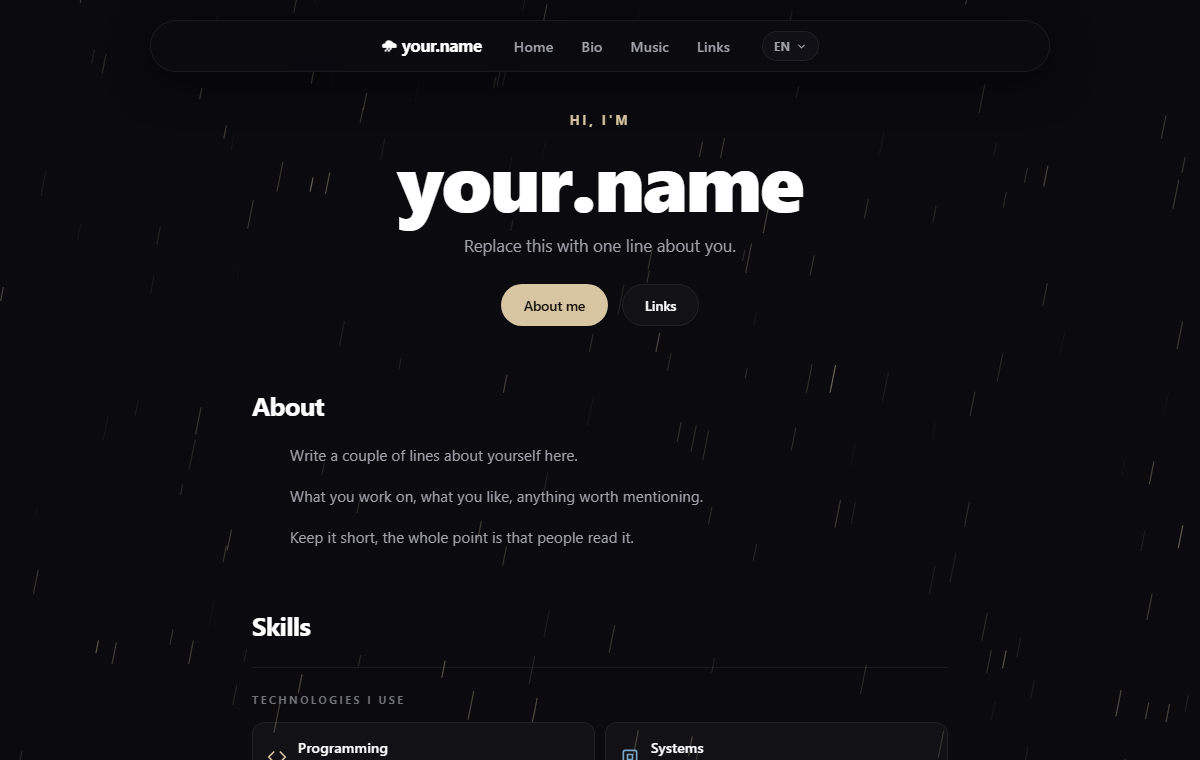 your.name Home Bio Music Links EN
HI, I'M
your.name
Replace this with one line about you.
About me Links
About
Write a couple of lines about yourself here.
What you work on, what you like, anything worth mentioning.
Keep it short, the whole point is that people read it.
Skills
TECHNOLOGIES I USE
Programming Systems